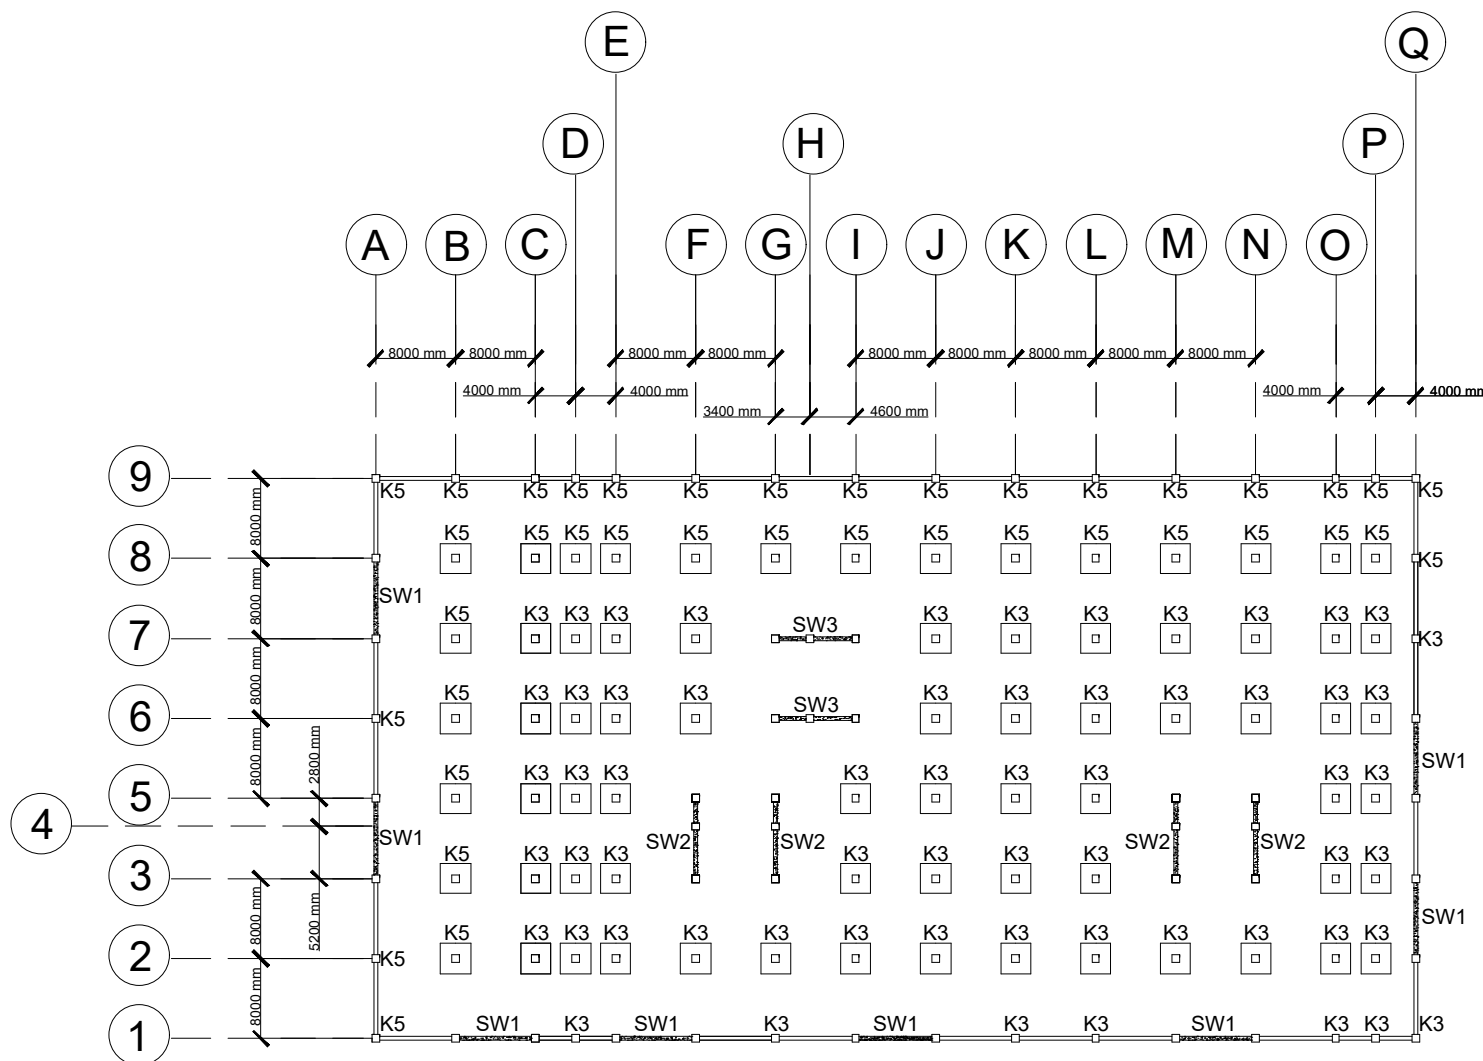 E Q
D H P
A B C F G I J K L M N O
8000 mm 8000 mm 8000 mm 8000 mm 8000 mm 8000 mm 8000 mm 8000 mm 8000 mm
4000 mm 4000 mm 4000 mm 4000 mm
3400 mm 4600 mm
9
K5 K5 K5 K5 K5 K5 K5 K5 K5 K5 K5 K5 K5 K5 K5
8000 mm
K5 K5 K5 K5 K5 K5 K5 K5 K5 K5 K5 K5 K5
8 K5
8000 mm
SW1
K5 K3 K3 K3 K3 SW3 K3 K3 K3 K3 K3 K3 K3
7 K3
8000 mm
K5 K3 K3 K3 K3 SW3 K3 K3 K3 K3 K3 K3 K3
6 K5
8000 mm 2800 mm
SW1
K5 K3 K3 K3 K3 K3 K3 K3 K3 K3
5
4
SW1 SW2 SW2 SW2 SW2
K5 K3 K3 K3 K3 K3 K3 K3 K3 K3
3
8000 mm 5200 mm
SW1
K5 K3 K3 K3 K3 K3 K3 K3 K3 K3 K3 K3 K3 K3
2 K5
8000 mm
K5 SW1 K3 SW1 K3 SW1 K3 K3 SW1 K3 K3 K3
1